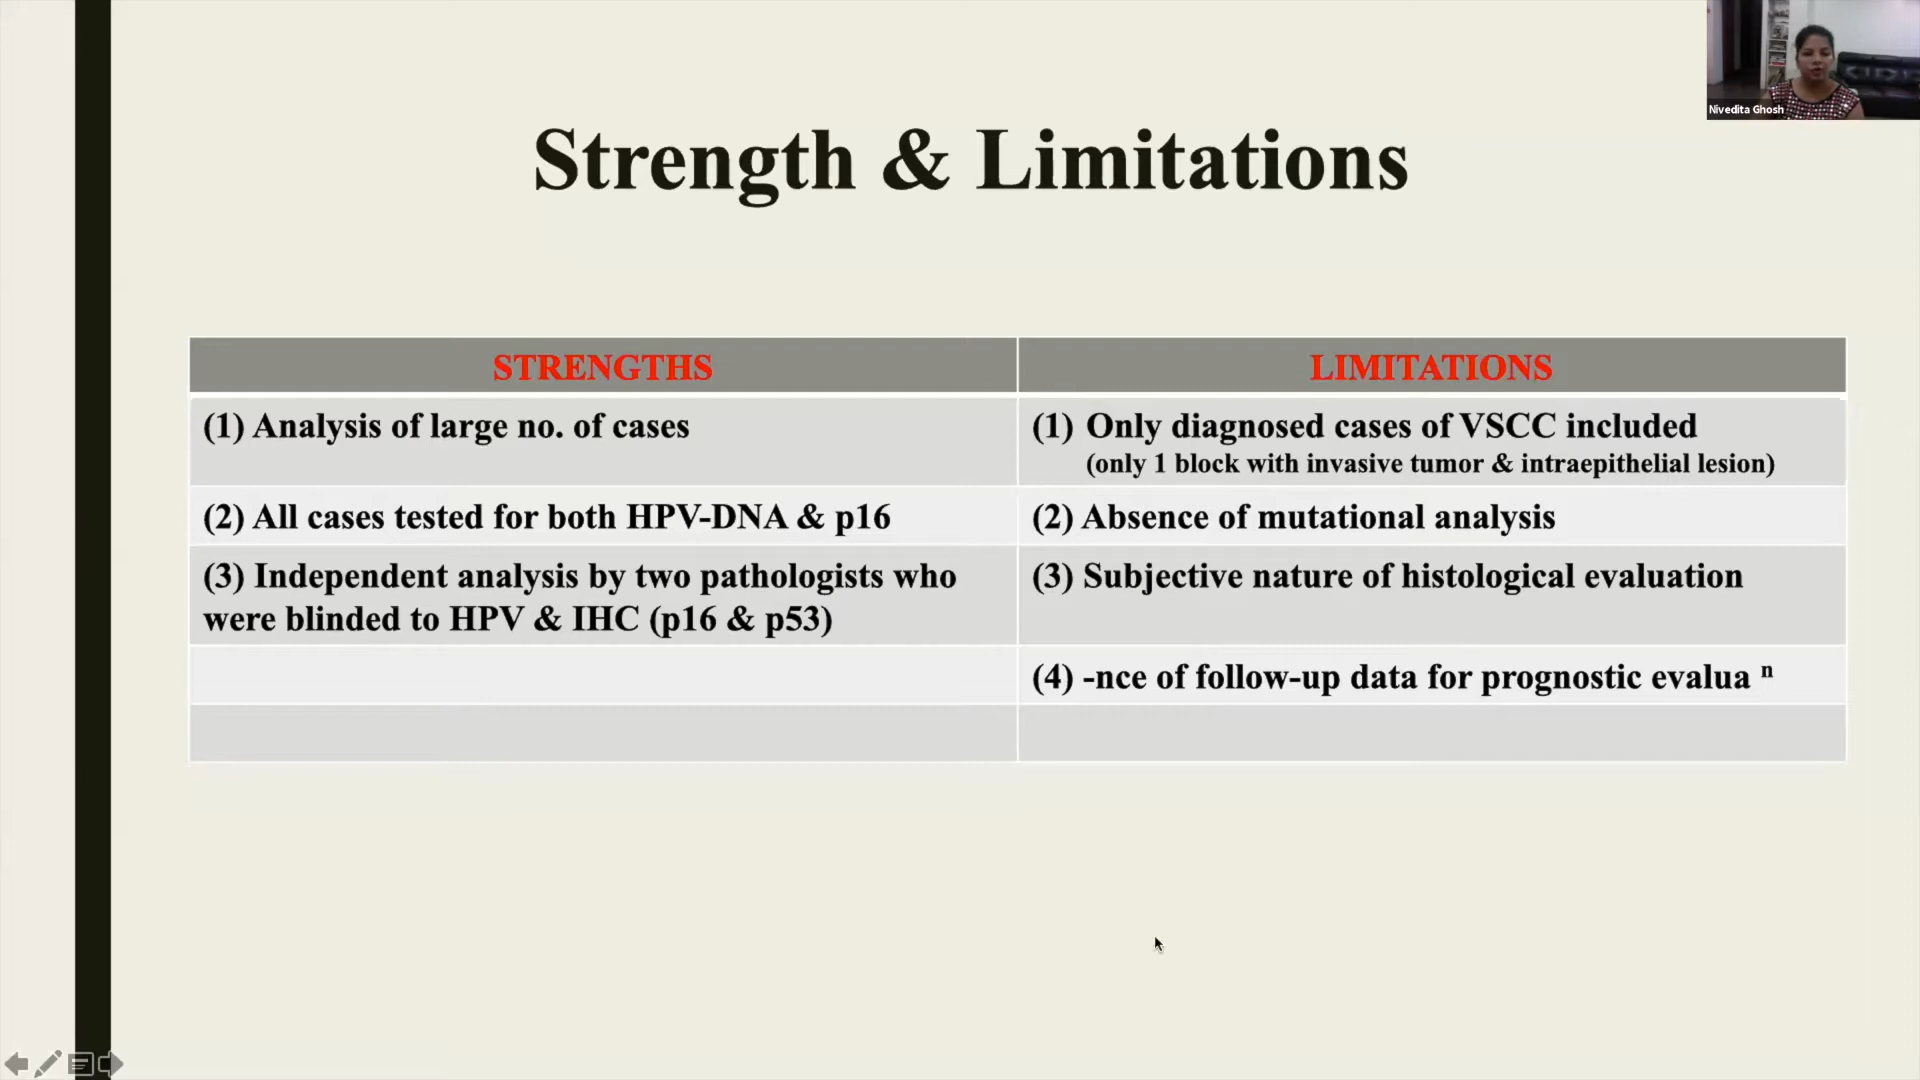 Nivedita Ghosh
Strength & Limitations
STRENGTHS
LIMITATIONS
(1) Analysis of large no. of cases
(1) Only diagnosed cases of VSCC included
(only 1 block with invasive tumor & intraepithelial lesion)
(2) All cases tested for both HPV-DNA & p16
(2) Absence of mutational analysis
(3) Independent analysis by two pathologists who
were blinded to HPV & IHC (p16 & p53)
(3) Subjective nature of histological evaluation
(4) -nce of follow-up data for prognostic evalua ⁿ